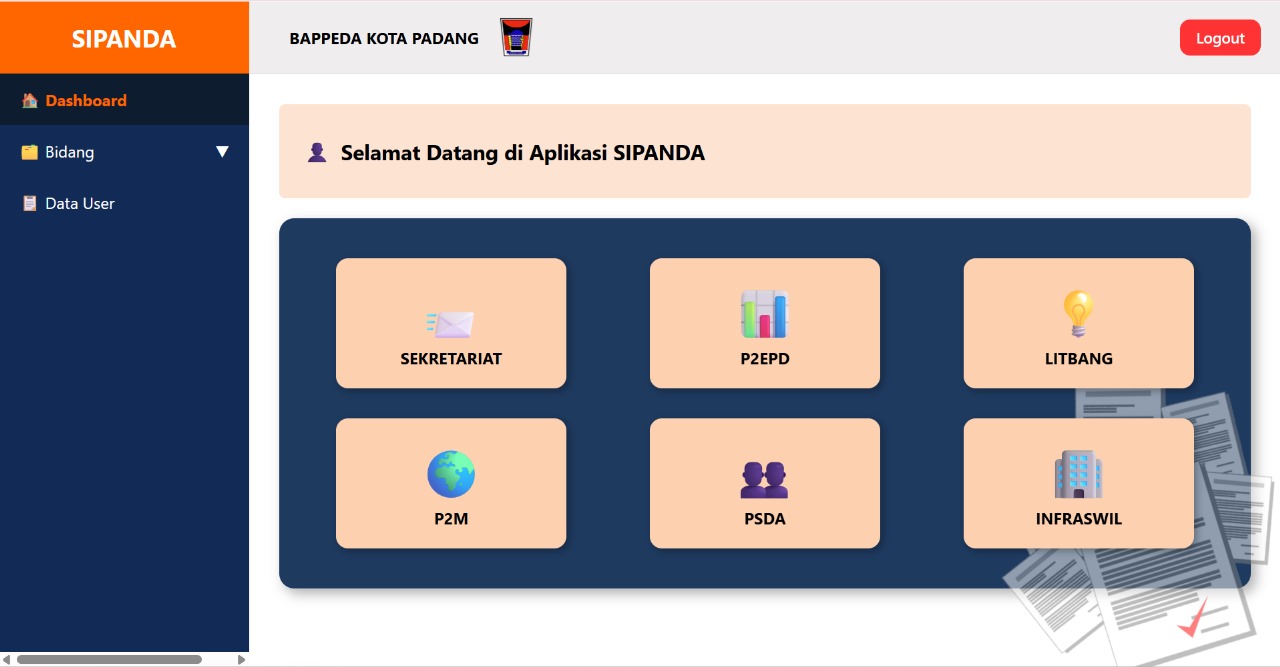 SIPANDA
BAPPEDA KOTA PADANG
Logout
Dashboard
Bidang
Data User
Selamat Datang di Aplikasi SIPANDA
SEKRETARIAT
P2EPD
LITBANG
P2M
PSDA
INFRASWIL